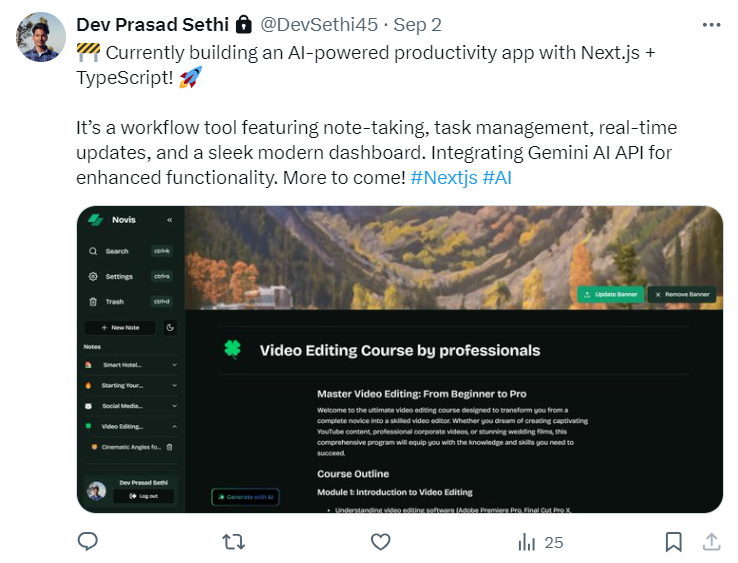 Dev Prasad Sethi @DevSethi45 · Sep 2
🚧 Currently building an AI-powered productivity app with Next.js +
TypeScript! 🚀
It’s a workflow tool featuring note-taking, task management, real-time
updates, and a sleek modern dashboard. Integrating Gemini AI API for
enhanced functionality. More to come! #Nextjs #AI
Novis
Search ctrl+k
Settings ctrl+s
Trash ctrl+d
+ New Note
Notes
Smart Hotel...
Starting Your...
Social Media...
Video Editing...
Cinematic Angles fo...
Dev Prasad Sethi
Log out
Update Banner
Remove Banner
Video Editing Course by professionals
Master Video Editing: From Beginner to Pro
Welcome to the ultimate video editing course designed to transform you from a
complete novice into a skilled video editor. Whether you dream of creating captivating
YouTube content, professional corporate videos, or stunning wedding films, this
comprehensive program will equip you with the knowledge and skills you need to
succeed.
Course Outline
Module 1: Introduction to Video Editing
• Understanding video editing software (Adobe Premiere Pro, Final Cut Pro X,
Generate with AI
25